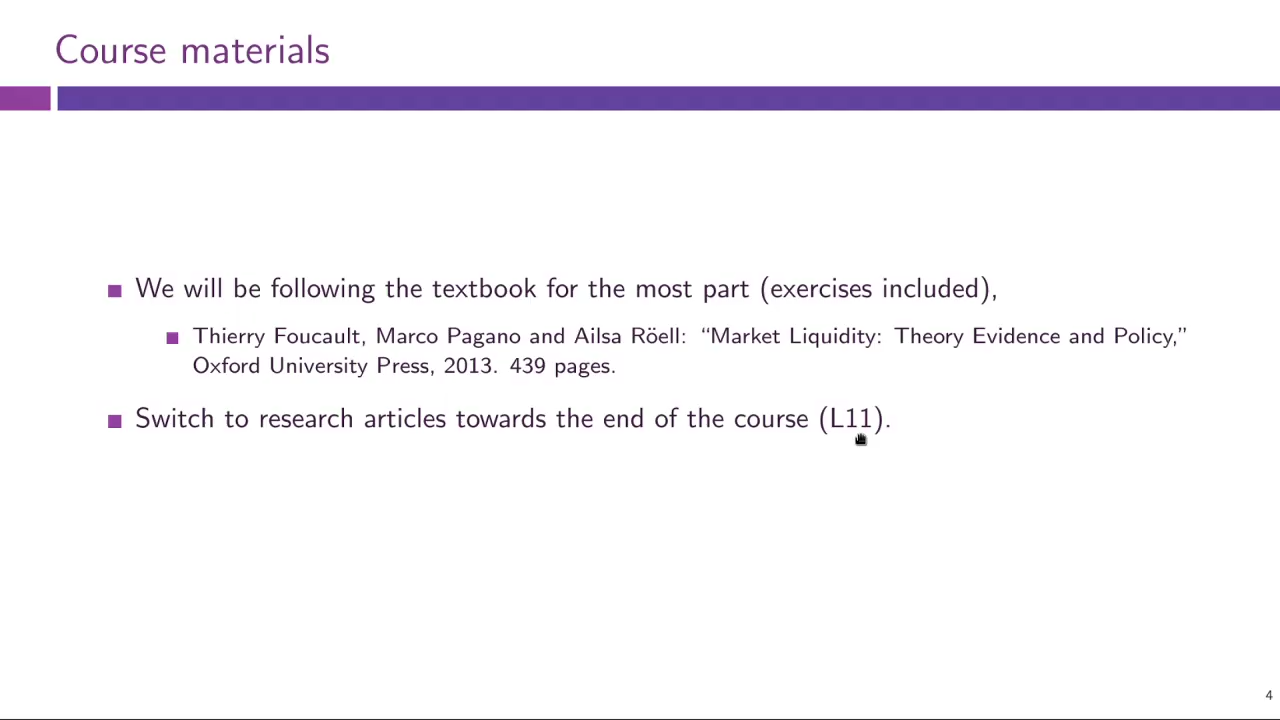 Course materials
We will be following the textbook for the most part (exercises included),
Thierry Foucault, Marco Pagano and Ailsa Röell: “Market Liquidity: Theory Evidence and Policy,”
Oxford University Press, 2013. 439 pages.
Switch to research articles towards the end of the course (L11).
4